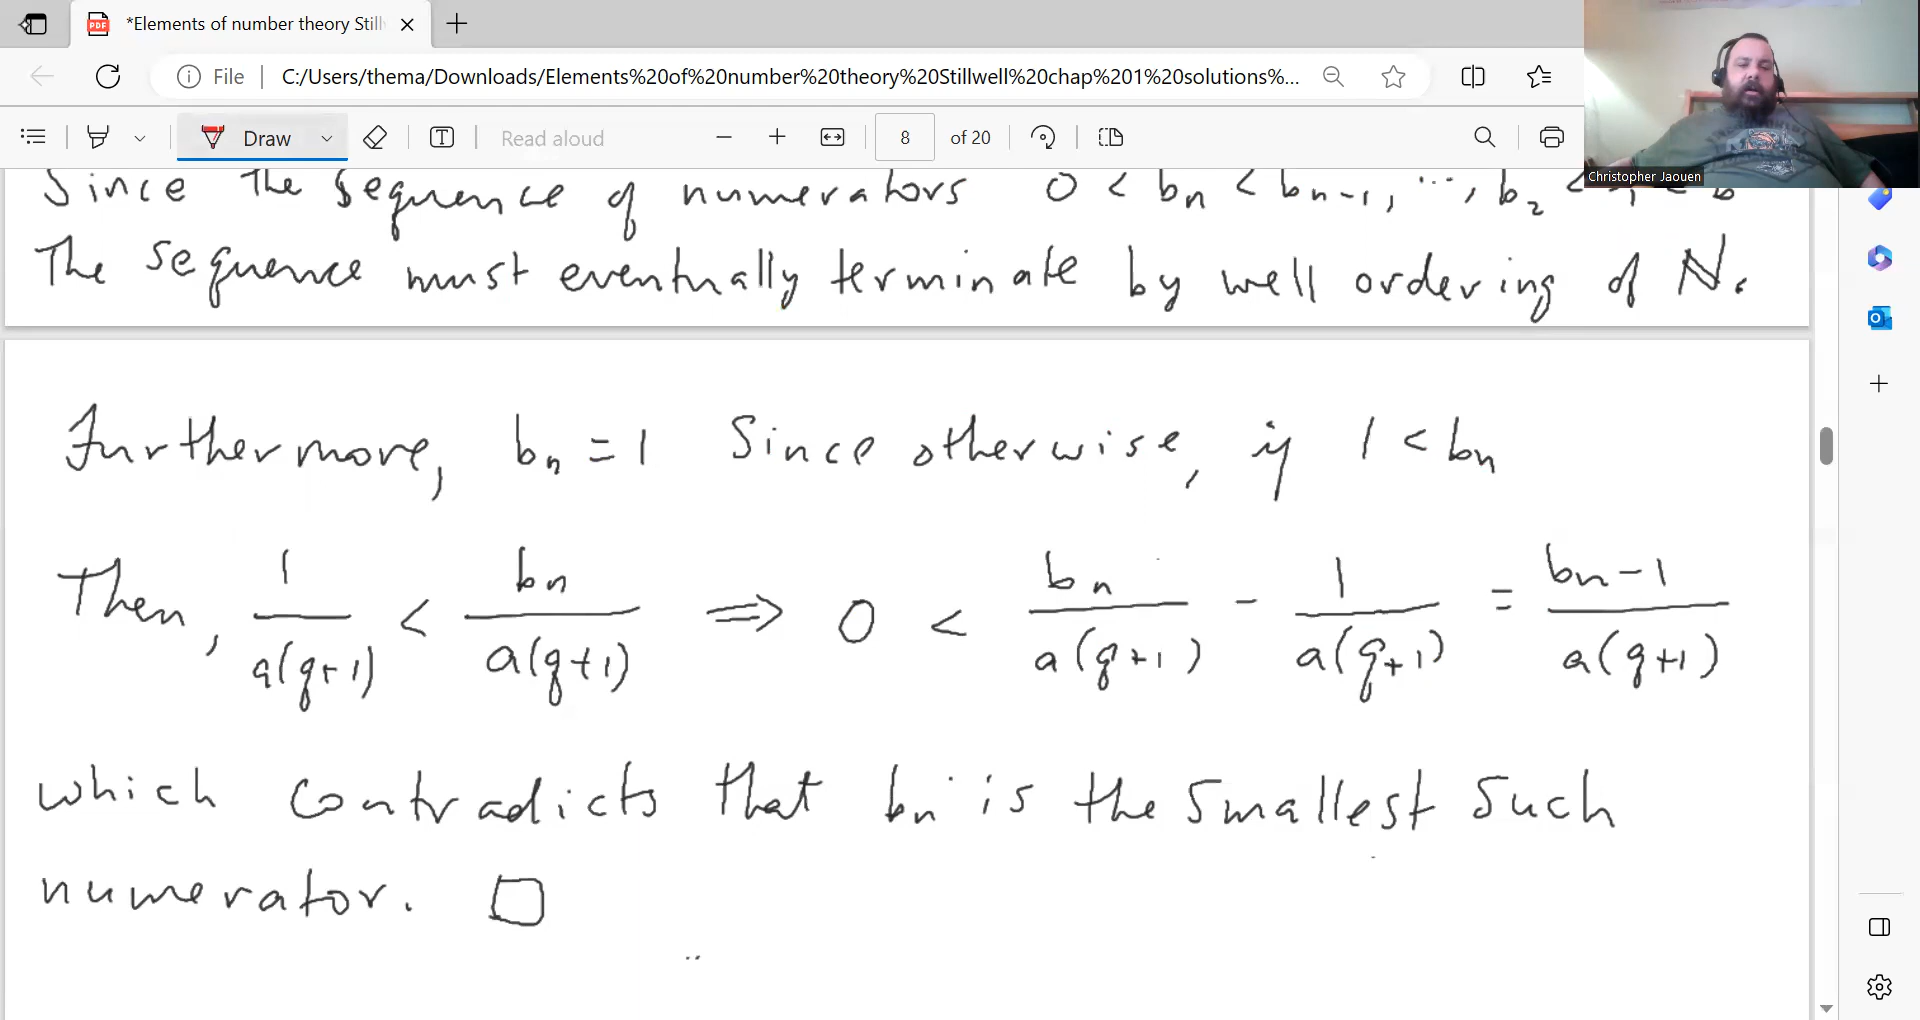 *Elements of number theory Still
File
C:/Users/thema/Downloads/Elements%20of%20number%20theory%20Stillwell%20chap%201%20solutions%...
Draw
Read aloud
8 of 20
Christopher Jaouen
Since the sequence of numerators 0 < bn < bn-1, ..., b2 <
The sequence must eventually terminate by well ordering of N.
Furthermore, bn = 1 Since otherwise, if 1 < bn
Then, 1/a(q+1) < bn/a(q+1) ⟹ 0 < bn/a(q+1) - 1/a(q+1) = bn-1/a(q+1)
which contradicts that bn is the smallest such
numerator. □